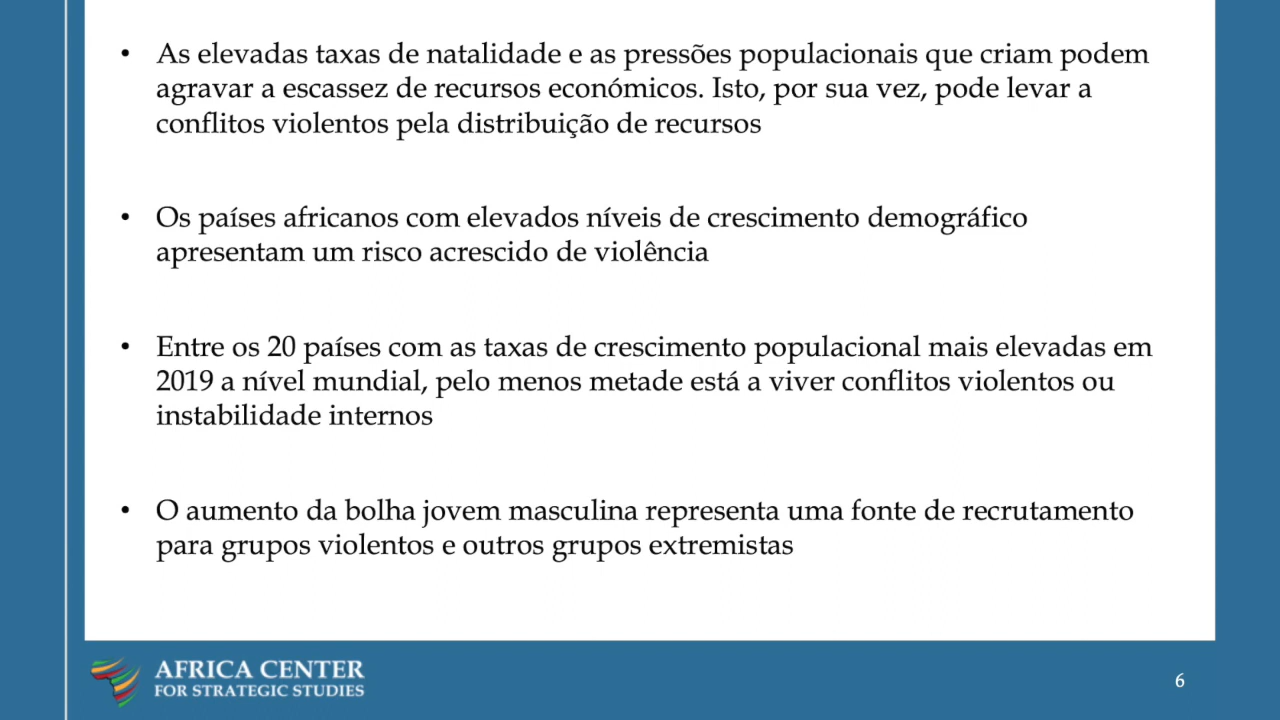 • As elevadas taxas de natalidade e as pressões populacionais que criam podem
agravar a escassez de recursos económicos. Isto, por sua vez, pode levar a
conflitos violentos pela distribuição de recursos
• Os países africanos com elevados níveis de crescimento demográfico
apresentam um risco acrescido de violência
• Entre os 20 países com as taxas de crescimento populacional mais elevadas em
2019 a nível mundial, pelo menos metade está a viver conflitos violentos ou
instabilidade internos
• O aumento da bolha jovem masculina representa uma fonte de recrutamento
para grupos violentos e outros grupos extremistas
AFRICA CENTER
FOR STRATEGIC STUDIES
6